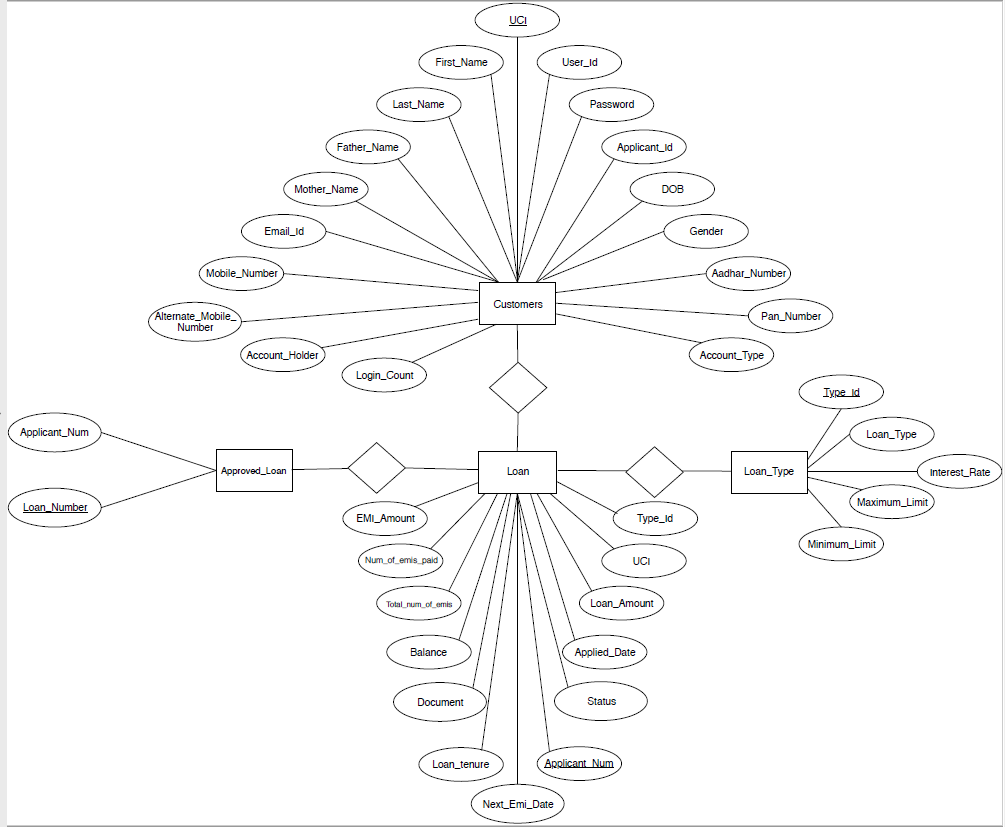 UCI
First_Name
User_Id
Last_Name
Password
Father_Name
Applicant_Id
Mother_Name
DOB
Email_Id
Gender
Mobile_Number
Aadhar_Number
Customers
Alternate_Mobile_
Number
Pan_Number
Account_Holder
Account_Type
Login_Count
Type_Id
Applicant_Num
Loan_Type
Approved_Loan
Loan
Loan_Type
Interest_Rate
Maximum_Limit
Loan_Number
EMI_Amount
Type_Id
Minimum_Limit
Num_of_emis_paid
UCI
Total_num_of_emis
Loan_Amount
Balance
Applied_Date
Document
Status
Loan_tenure
Applicant_Num
Next_Emi_Date